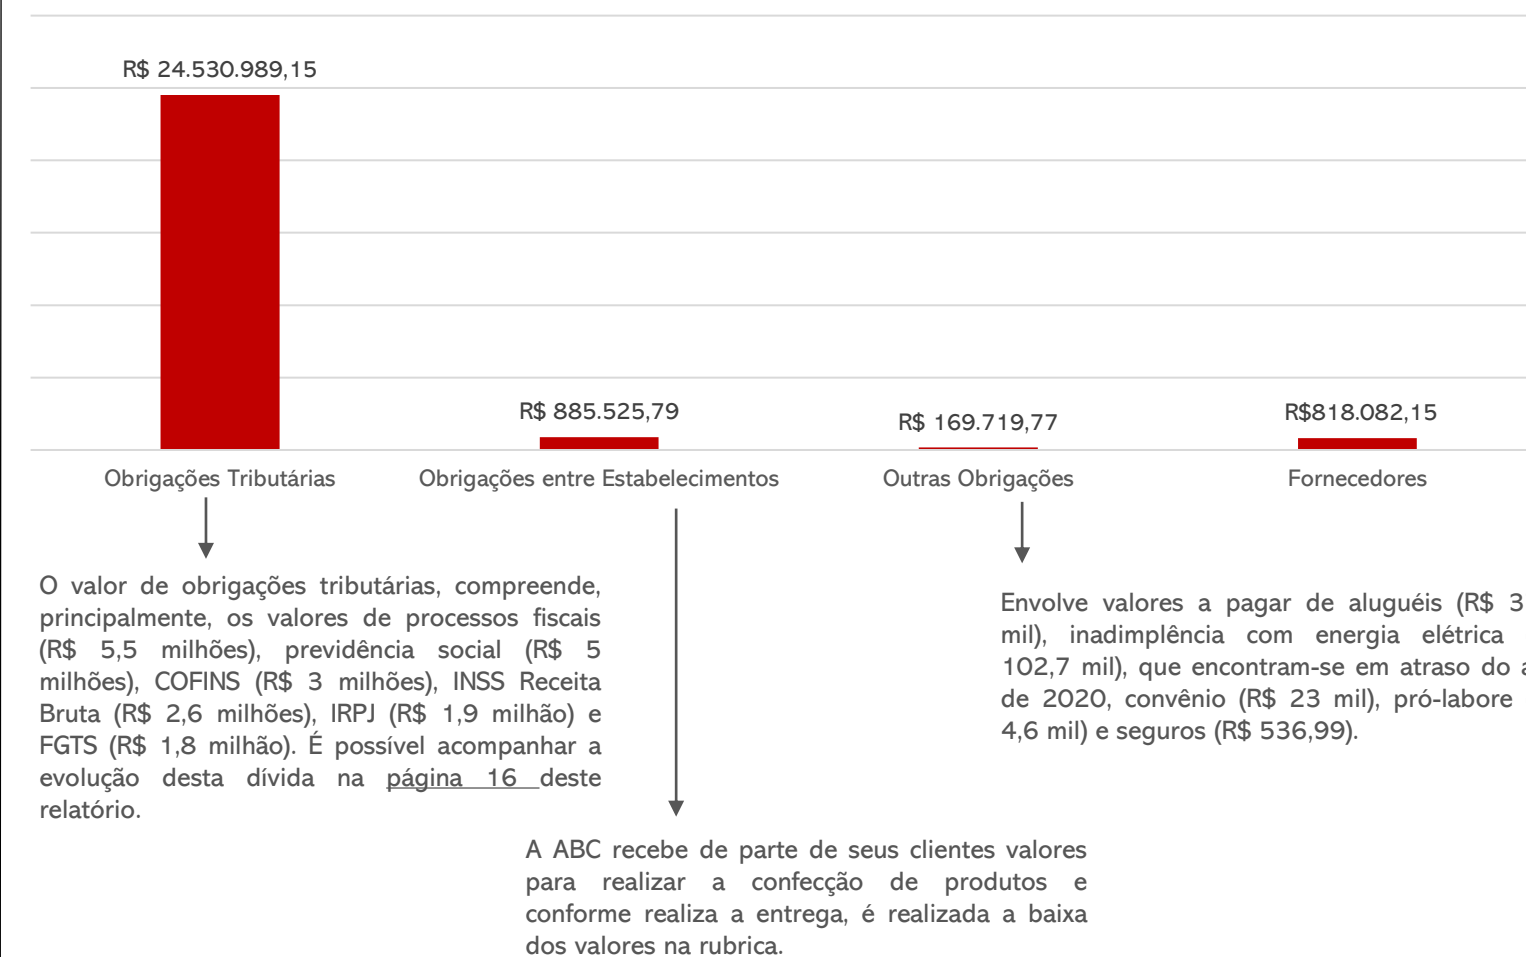 R$ 24.530.989,15
R$ 885.525,79
R$ 169.719,77
R$818.082,15
Obrigações Tributárias
Obrigações entre Estabelecimentos
Outras Obrigações
Fornecedores
O valor de obrigações tributárias, compreende,
principalmente, os valores de processos fiscais
(R$ 5,5 milhões), previdência social (R$ 5
milhões), COFINS (R$ 3 milhões), INSS Receita
Bruta (R$ 2,6 milhões), IRPJ (R$ 1,9 milhão) e
FGTS (R$ 1,8 milhão). É possível acompanhar a
evolução desta dívida na página 16 deste
relatório.
Envolve valores a pagar de aluguéis (R$ 3
mil), inadimplência com energia elétrica
102,7 mil), que encontram-se em atraso do
de 2020, convênio (R$ 23 mil), pró-labore
4,6 mil) e seguros (R$ 536,99).
A ABC recebe de parte de seus clientes valores
para realizar a confecção de produtos e
conforme realiza a entrega, é realizada a baixa
dos valores na rubrica.